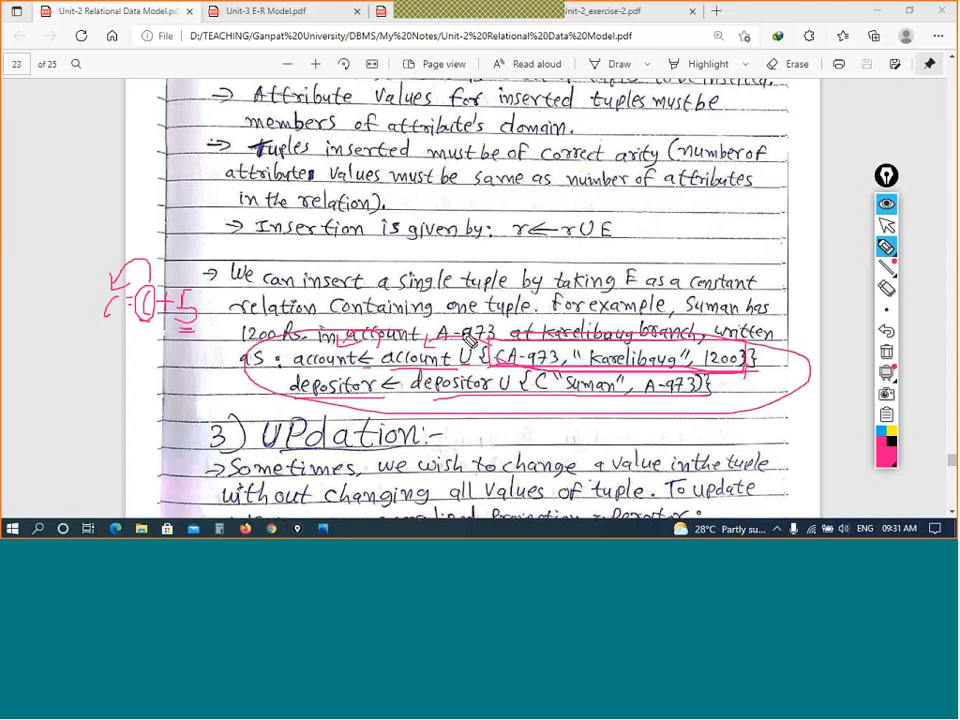 Unit-2 Relational Data Model.pdf
Unit-3 E-R Model.pdf
Unit-2_exercise-2.pdf
File D:/TEACHING/Ganpat%20University/DBMS/My%20Notes/Unit-2%20Relational%20Data%20Model.pdf
23 of 25 Page view Read aloud Draw Highlight Erase
→ Attribute values for inserted tuples must be
members of attribute's domain.
→ Tuples inserted must be of correct arity (number of
attributes values must be same as number of attributes
in the relation).
→ Insertion is given by: r ← r ∪ E
→ We can insert a single tuple by taking E as a constant
relation containing one tuple. For example, Suman has
1200 Rs. in account A-973 at Karelibaug branch, written
as: account ← account ∪ {(A-973, "Karelibaug", 1200)}
depositor ← depositor ∪ {("Suman", A-973)}
3) Updation:-
→ Sometimes, we wish to change a value in the tuple
without changing all values of tuple. To update
28°C Partly su... ENG 09:31 AM